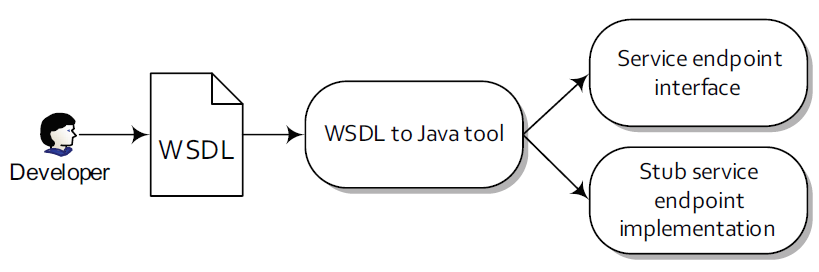 Developer
WSDL
WSDL to Java tool
Service endpoint
interface
Stub service
endpoint
implementation